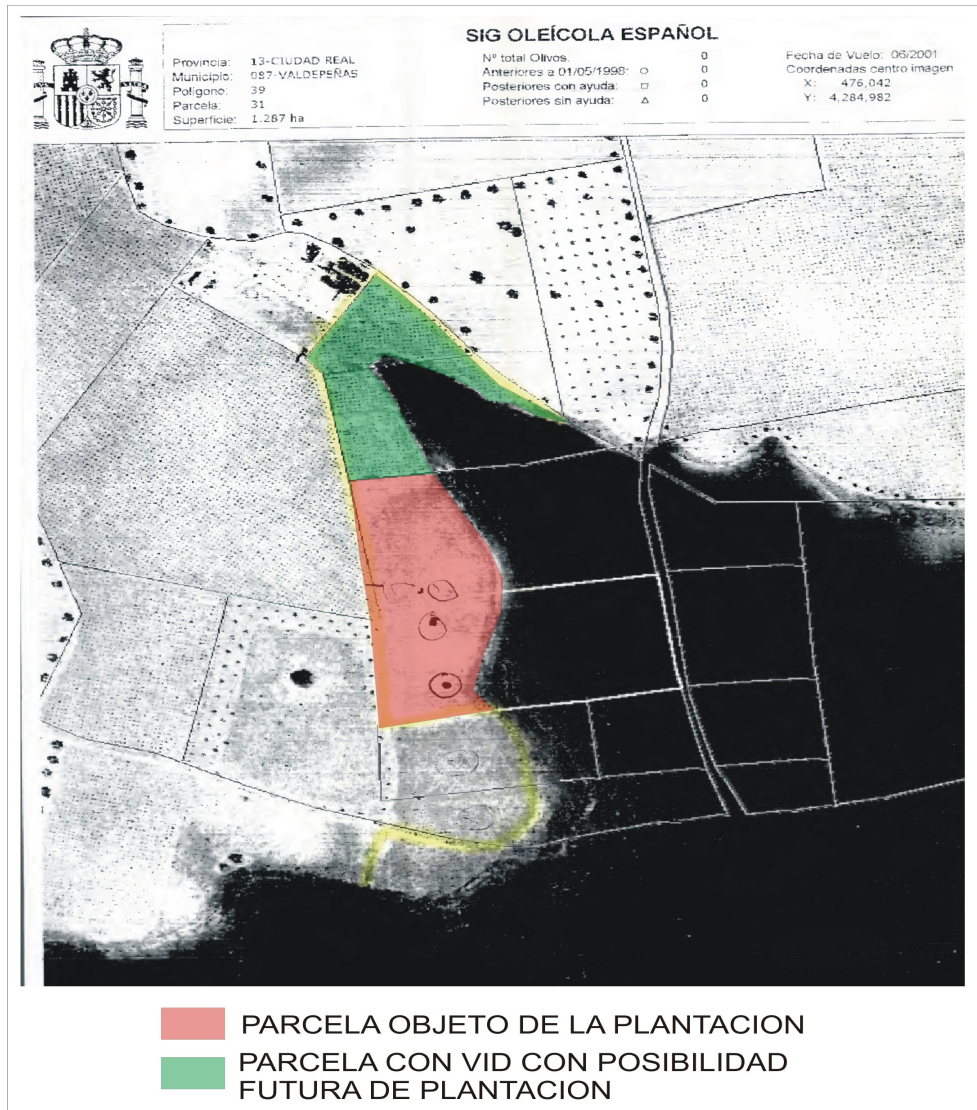 SIG OLEÍCOLA ESPAÑOL
Provincia: 13-CIUDAD REAL
Municipio: 087-VALDEPEÑAS
Polígono: 39
Parcela: 31
Superficie: 1.287 ha
Nº total Olivos: 0
Anteriores a 01/05/1998: 0
Posteriores con ayuda: 0
Posteriores sin ayuda: 0
Fecha de Vuelo: 06/2001
Coordenadas centro imagen
X: 476,042
Y: 4,284,982
PARCELA OBJETO DE LA PLANTACION
PARCELA CON VID CON POSIBILIDAD
FUTURA DE PLANTACION